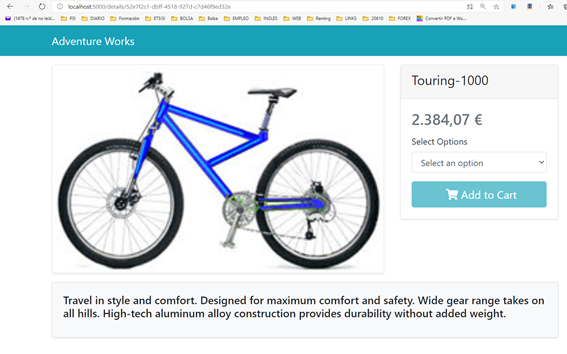 localhost:5000/details/52e7f2c1-dbff-4518-927d-c7d46f9ed32e
(1476 n.º de no leíd... PSI DIARIO Formación ETSISI BOLSA Bolsa EMPLEO INGLES WEB Renting LINKS 20610 FOREX Convertir PDF a Wo...
Adventure Works
Touring-1000
2.384,07 €
Select Options
Select an option
Add to Cart
Travel in style and comfort. Designed for maximum comfort and safety. Wide gear range takes on
all hills. High-tech aluminum alloy construction provides durability without added weight.